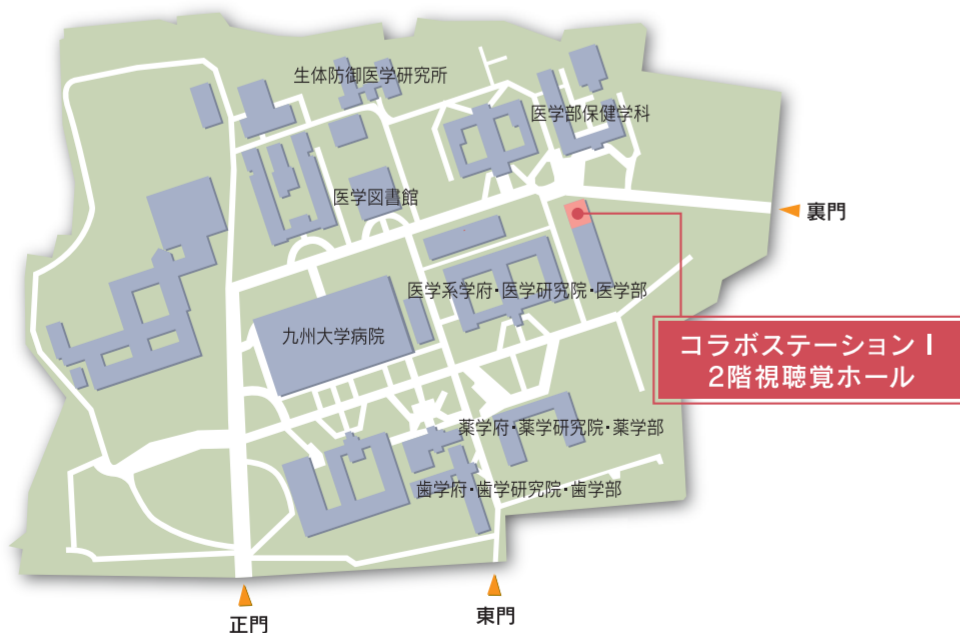 生体防御医学研究所
医学部保健学科
医学図書館
裏門
医学系学府・医学研究院・医学部
九州大学病院
コラボステーションⅠ
2階視聴覚ホール
薬学府・薬学研究院・薬学部
歯学府・歯学研究院・歯学部
正門
東門